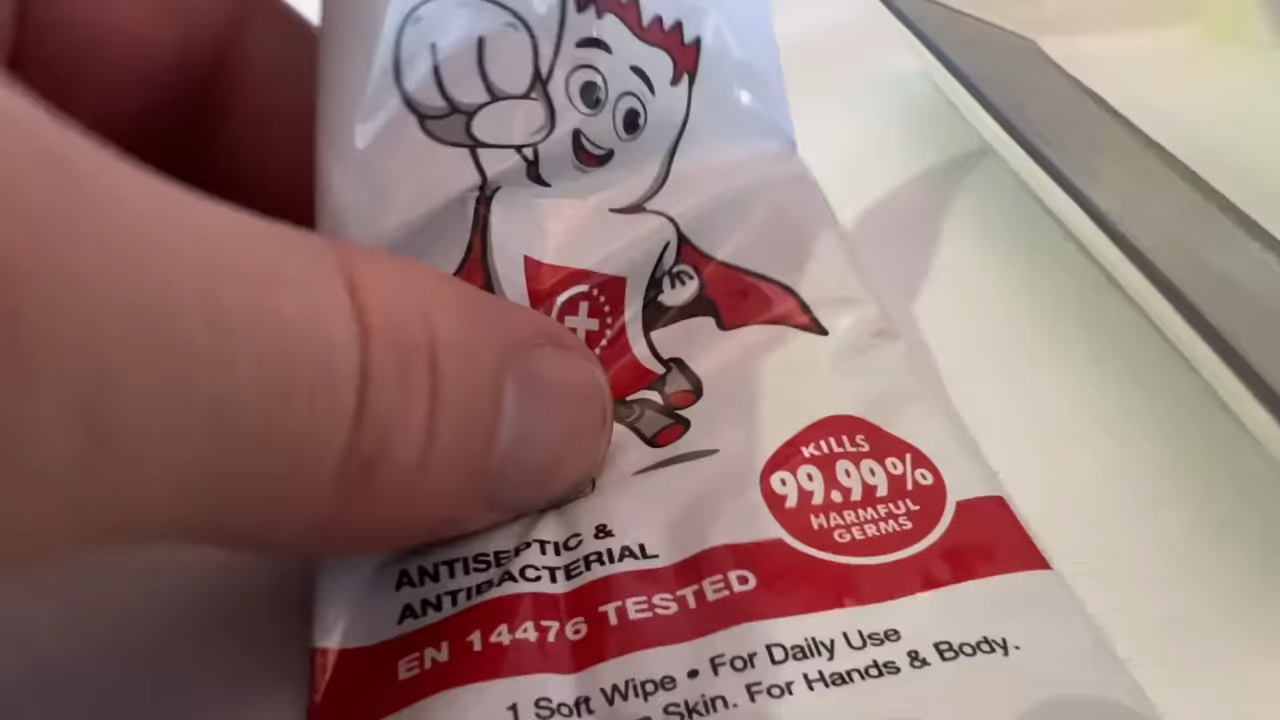 KILLS
99.99%
HARMFUL
GERMS
ANTISEPTIC &
ANTIBACTERIAL
EN 14476 TESTED
1 Soft Wipe • For Daily Use
Skin. For Hands & Body.